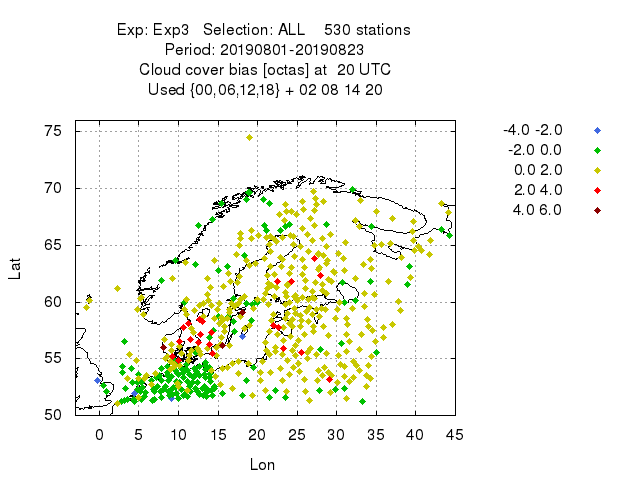 Exp: Exp3 Selection: ALL 530 stations
Period: 20190801-20190823
Cloud cover bias [octas] at 20 UTC
Used {00,06,12,18} + 02 08 14 20
-4.0 -2.0
-2.0 0.0
0.0 2.0
2.0 4.0
4.0 6.0
Lat
75
70
65
60
55
50
0 5 10 15 20 25 30 35 40 45
Lon